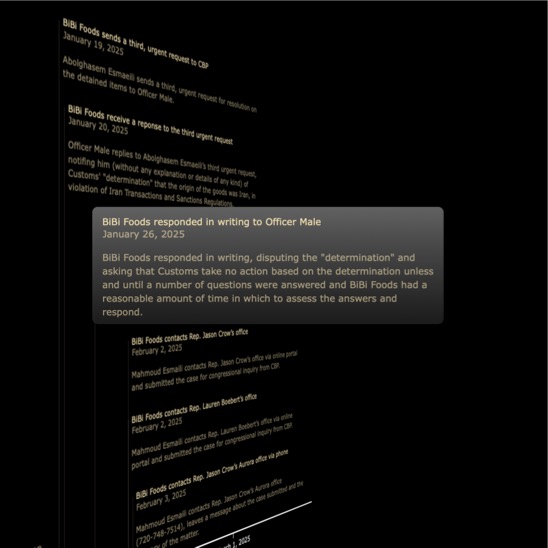 BiBi Foods sends a third, urgent request to CBP
January 19, 2025
Abolghasem Esmaeili sends a third, urgent request for resolution on
the detained items to Officer Male.
BiBi Foods receive a reponse to the third urgent request
January 20, 2025
Officer Male replies to Abolghasem Esmaeili's third urgent request,
notifing him (without any explanation or details of any kind) of
Customs' "determination" that the origin of the goods was Iran, in
violation of Iran Transactions and Sanctions Regulations.
BiBi Foods responded in writing to Officer Male
January 26, 2025
BiBi Foods responded in writing, disputing the "determination" and
asking that Customs take no action based on the determination unless
and until a number of questions were answered and BiBi Foods had a
reasonable amount of time in which to assess the answers and
respond.
BiBi Foods contacts Rep. Jason Crow's office
February 2, 2025
Mahmoud Esmaili contacts Rep. Jason Crow's office via online portal
and submitted the case for congressional inquiry from CBP.
BiBi Foods contacts Rep. Lauren Boebert's office
February 2, 2025
Mahmoud Esmaili contacts Rep. Lauren Boebert's office via online
portal and submitted the case for congressional inquiry from CBP.
BiBi Foods contacts Rep. Jason Crow's Aurora office via phone
February 3, 2025
Mahmoud Esmaili contacts Rep. Jason Crow's Aurora office
(720-748-7514), leaves a message about the case submitted and the
of the matter.
1, 2025